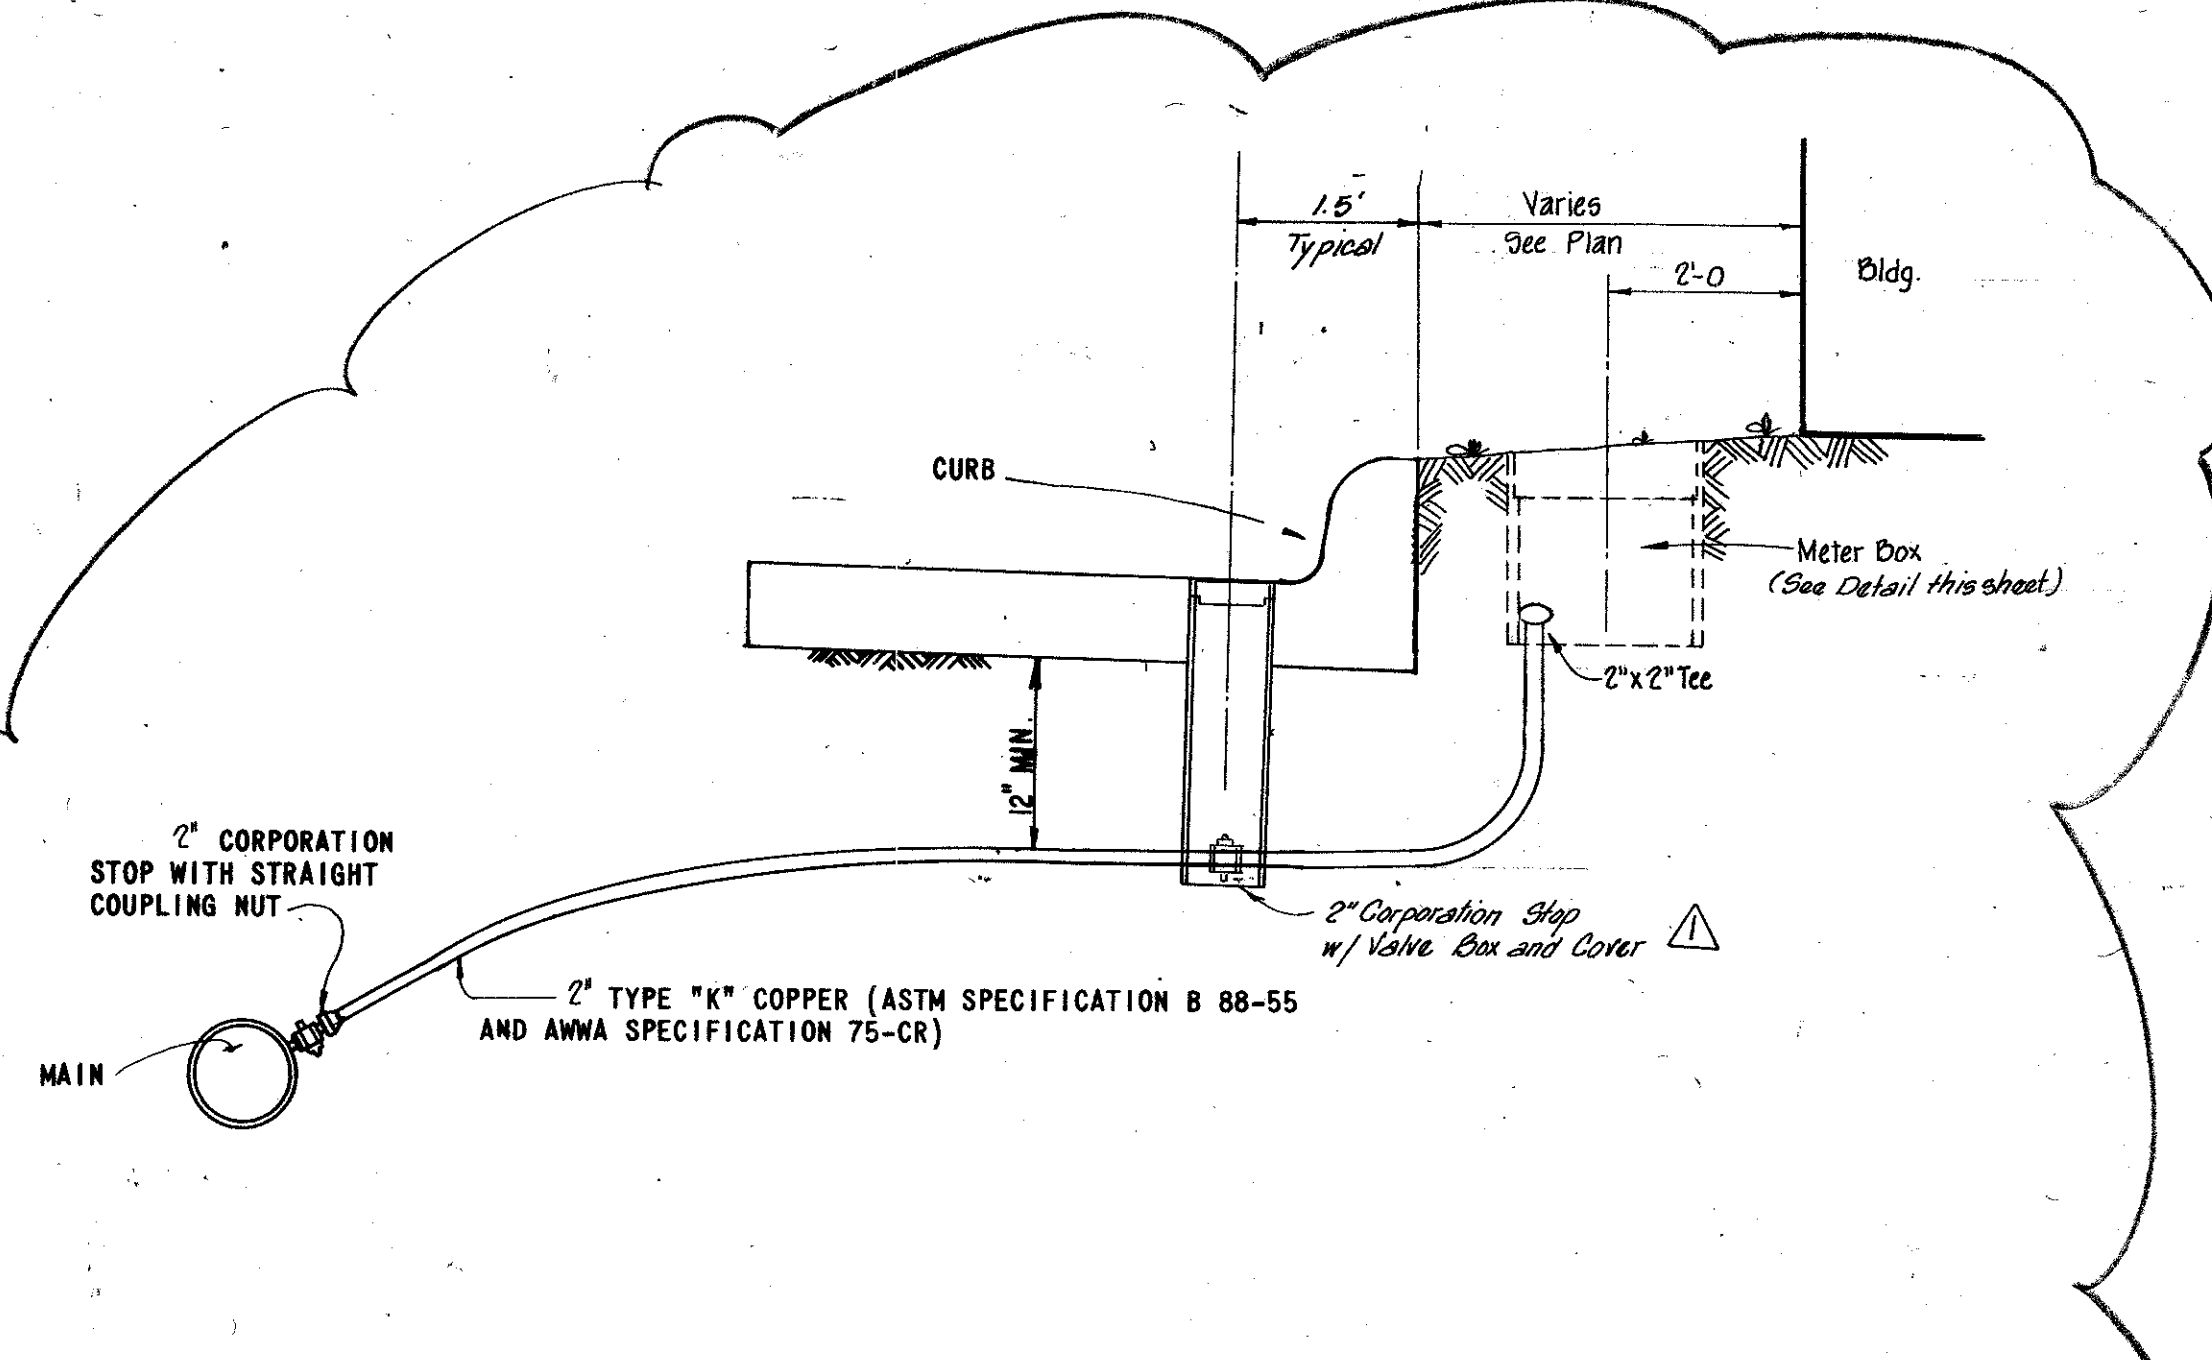 1.5'
Typical
Varies
See Plan
2'-0
Bldg.
CURB
Meter Box
(See Detail this sheet)
2"x2" Tee
12" MIN.
2" CORPORATION
STOP WITH STRAIGHT
COUPLING NUT
2" Corporation Stop
w/ Valve Box and Cover
1
2" TYPE "K" COPPER (ASTM SPECIFICATION B 88-55
AND AWWA SPECIFICATION 75-CR)
MAIN